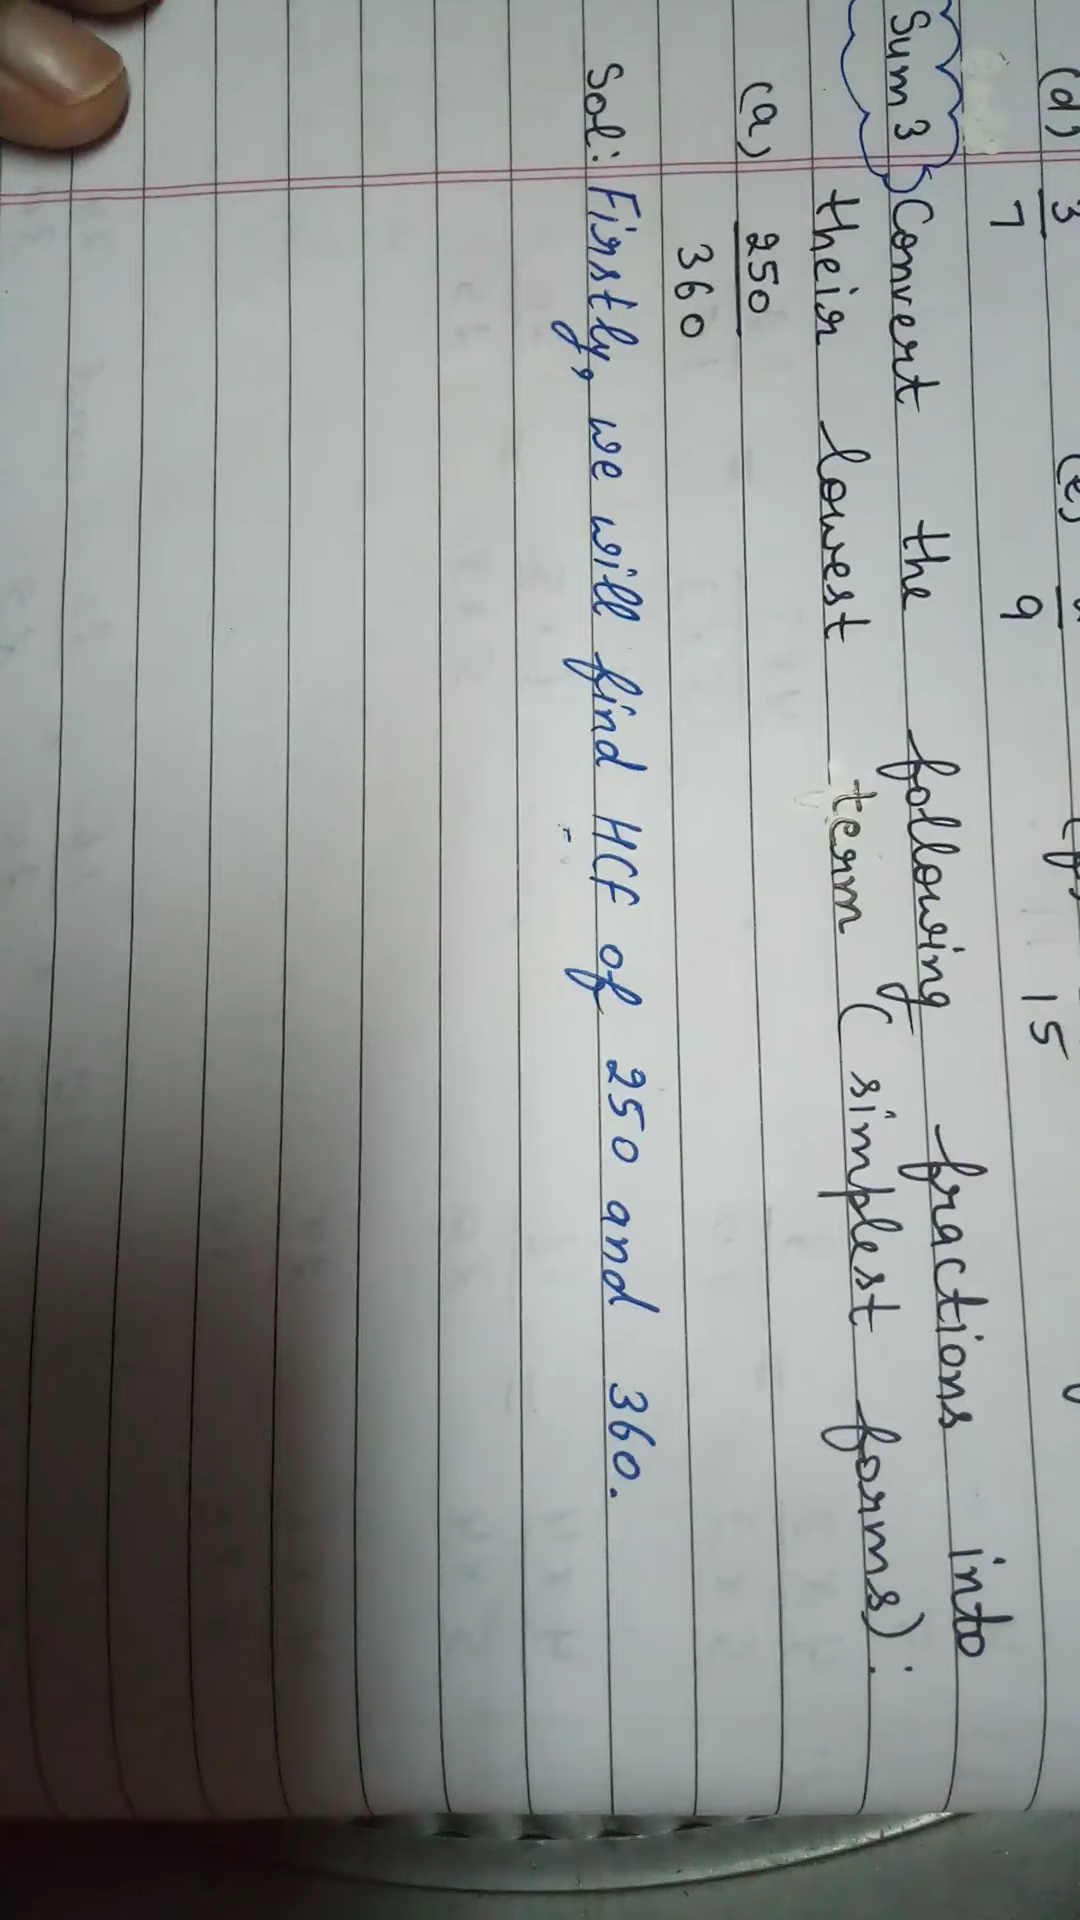 (d) 3
7
9
15
Sum 3 Convert the following fractions into
their lowest term (simplest forms):
(a) 250
360
Sol: Firstly, we will find HCF of 250 and 360.